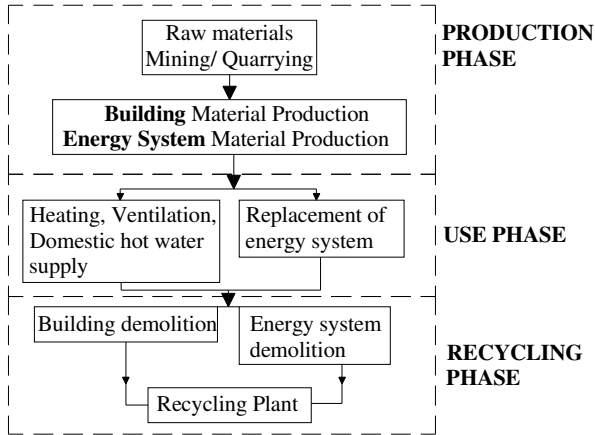 Raw materials
Mining/ Quarrying
PRODUCTION
PHASE
Building Material Production
Energy System Material Production
Heating, Ventilation,
Domestic hot water
supply
Replacement of
energy system
USE PHASE
Building demolition
Energy system
demolition
RECYCLING
PHASE
Recycling Plant